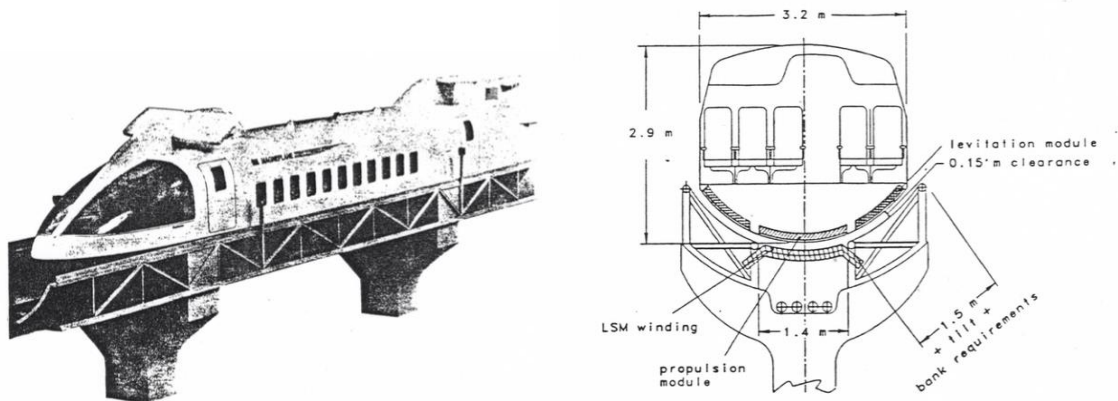 MAGNEPLANE
3.2 m
2.9 m
levitation module
0.15 m clearance
LSM winding
1.4 m
1.5 m
+ tilt +
bank requirements
propulsion
module